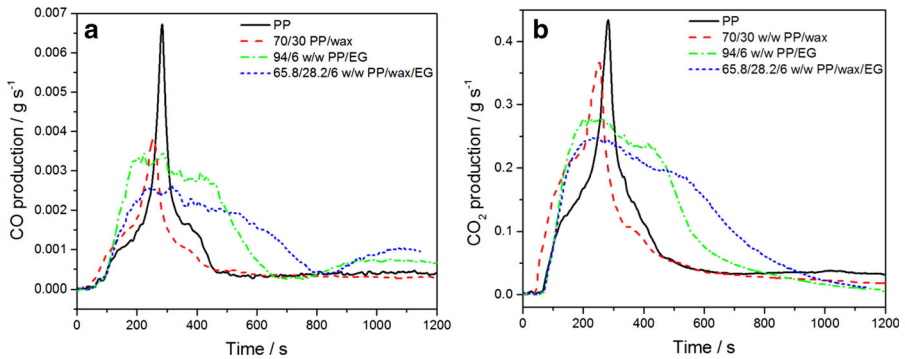 a
0.007
0.006
0.005
0.004
0.003
0.002
0.001
0.000
CO production / g s⁻¹
PP
70/30 PP/wax
94/6 w/w PP/EG
65.8/28.2/6 w/w PP/wax/EG
0 200 400 600 800 1000 1200
Time / s
b
0.4
0.3
0.2
0.1
0.0
CO₂ production / g s⁻¹
PP
70/30 w/w PP/wax
94/6 w/w PP/EG
65.8/28.2/6 w/w PP/wax/EG
0 200 400 600 800 1000 1200
Time / s